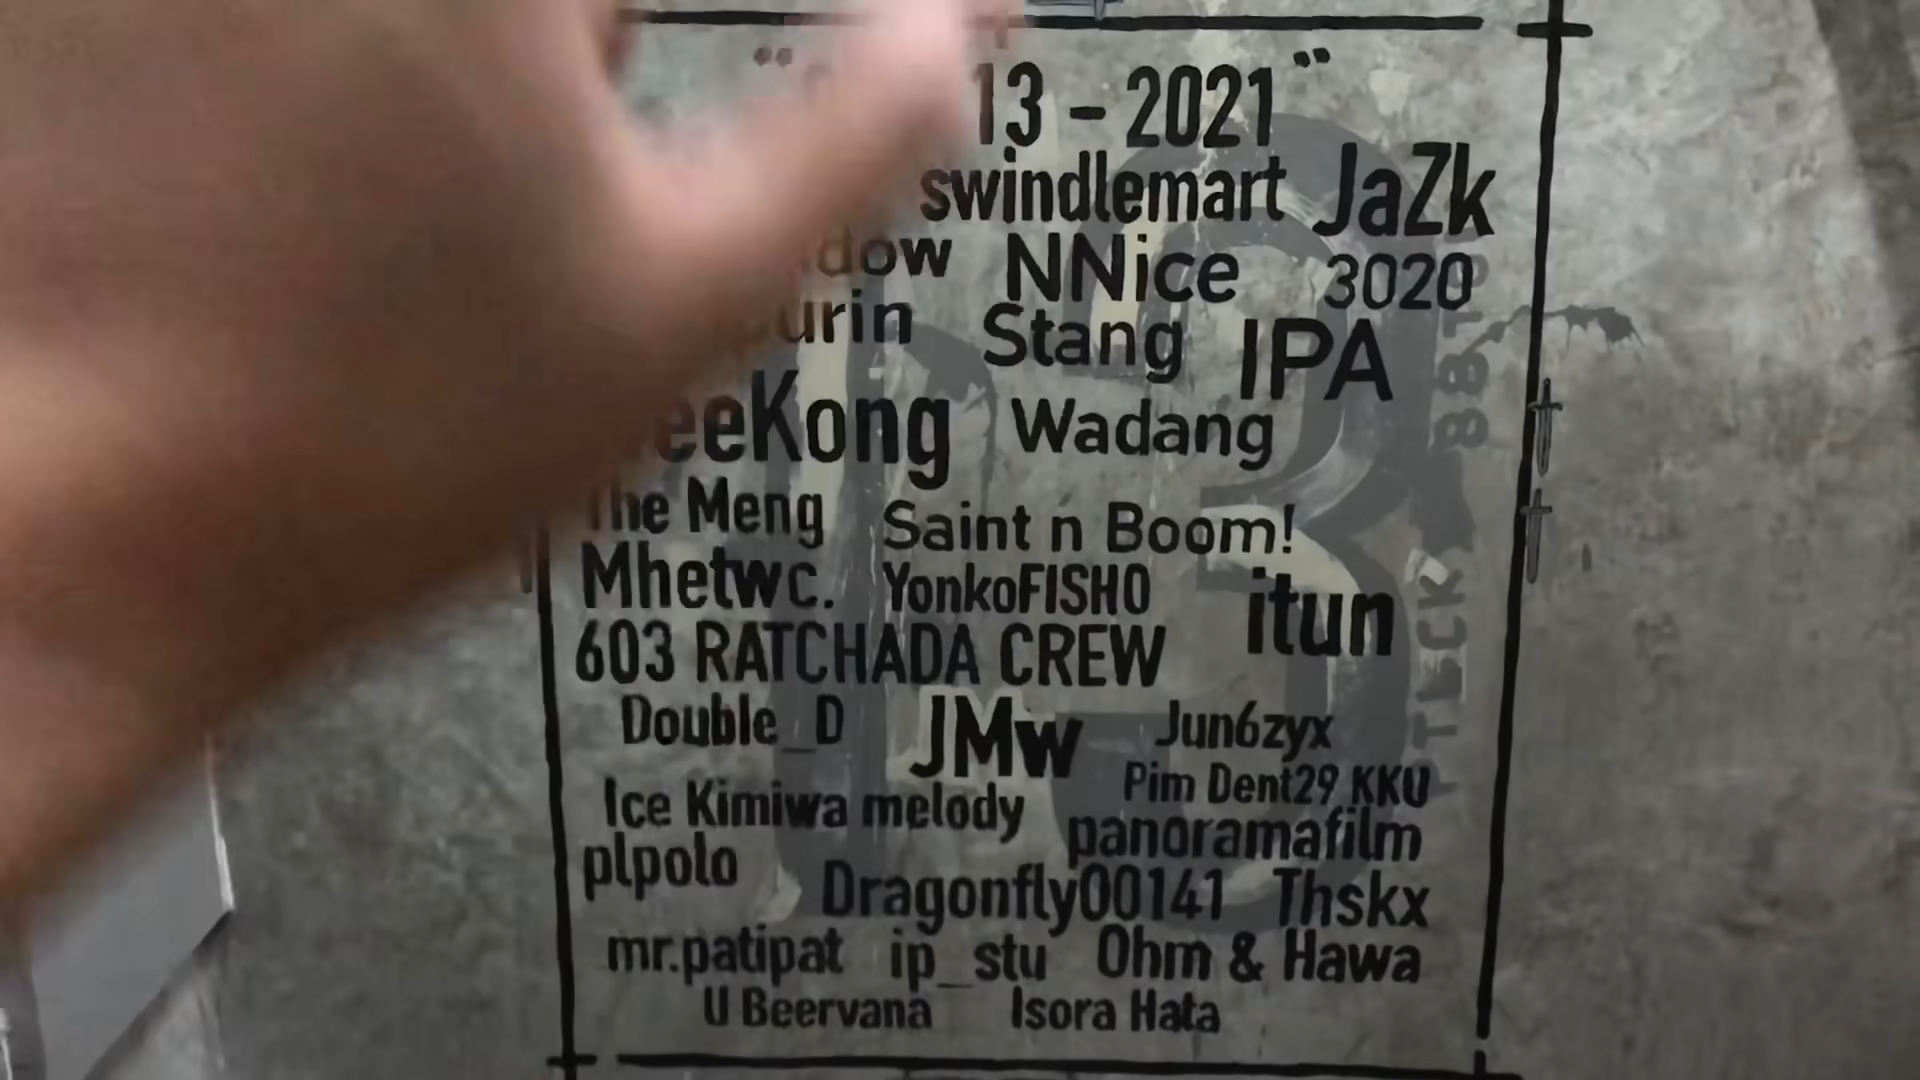 13 - 2021"
swindlemart JaZk
NNice 3020
Stang IPA
Wadang
The Meng Saint n Boom!
Mhetwc. YonkoFISHO itun
603 RATCHADA CREW
Double_D JMw Jun6zyx
Ice Kimiwa melody Pim Dent29 KKU
plpolo panoramafilm
Dragonfly00141 Thskx
mr.patipat ip_stu Ohm & Hawa
U Beervana Isora Hata